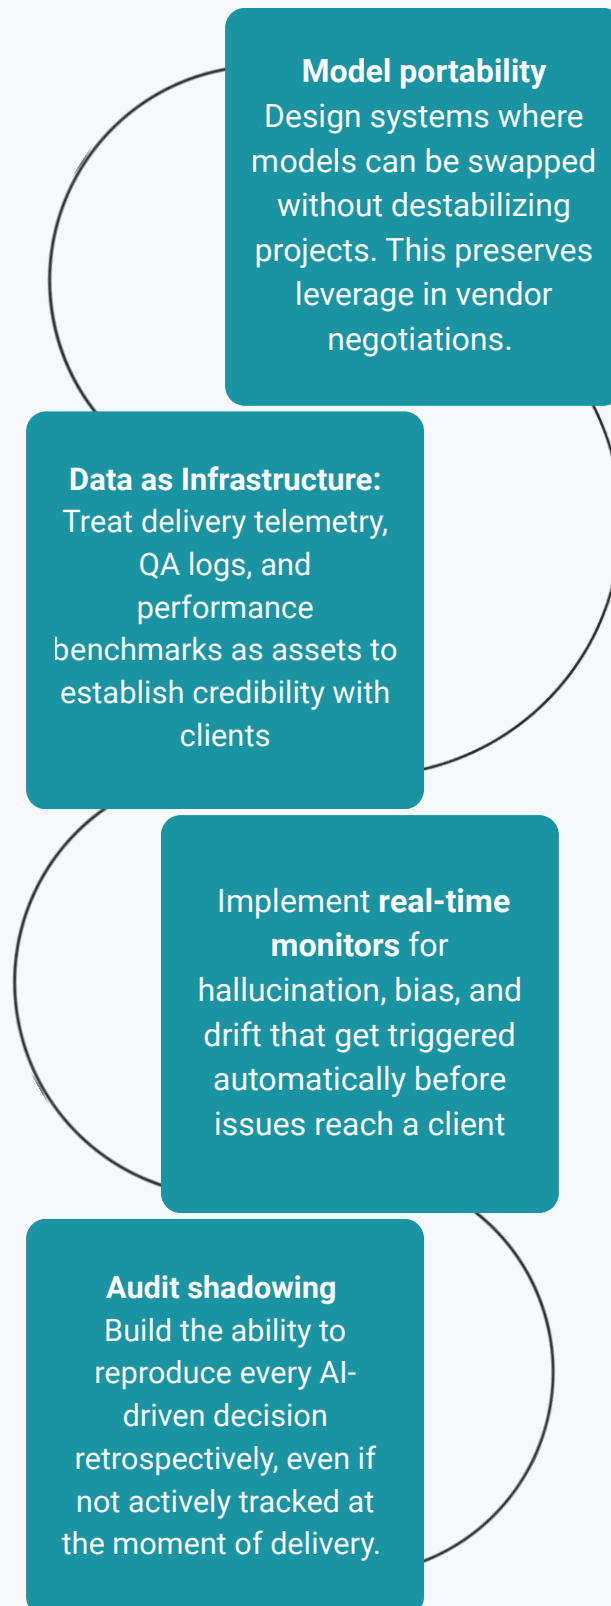 Model portability
Design systems where
models can be swapped
without destabilizing
projects. This preserves
leverage in vendor
negotiations.
Data as Infrastructure:
Treat delivery telemetry,
QA logs, and
performance
benchmarks as assets to
establish credibility with
clients
Implement real-time
monitors for
hallucination, bias, and
drift that get triggered
automatically before
issues reach a client
Audit shadowing
Build the ability to
reproduce every AI-
driven decision
retrospectively, even if
not actively tracked at
the moment of delivery.